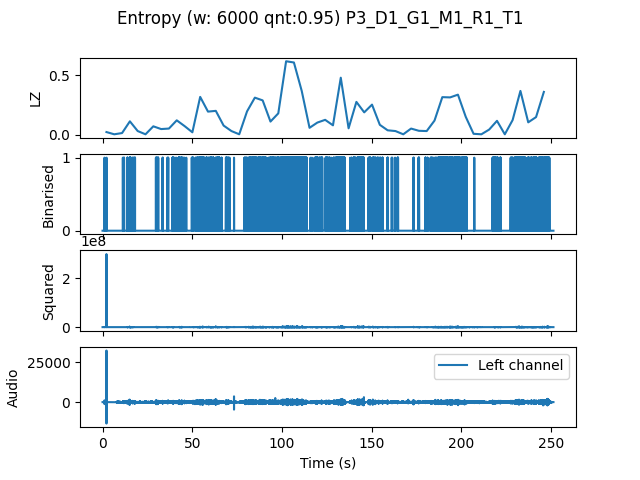 Entropy (w: 6000 qnt:0.95) P3_D1_G1_M1_R1_T1
0.5
0.0
LZ
1
0
Binarised
1e8
2
0
Squared
25000
0
Audio
Left channel
0 50 100 150 200 250
Time (s)